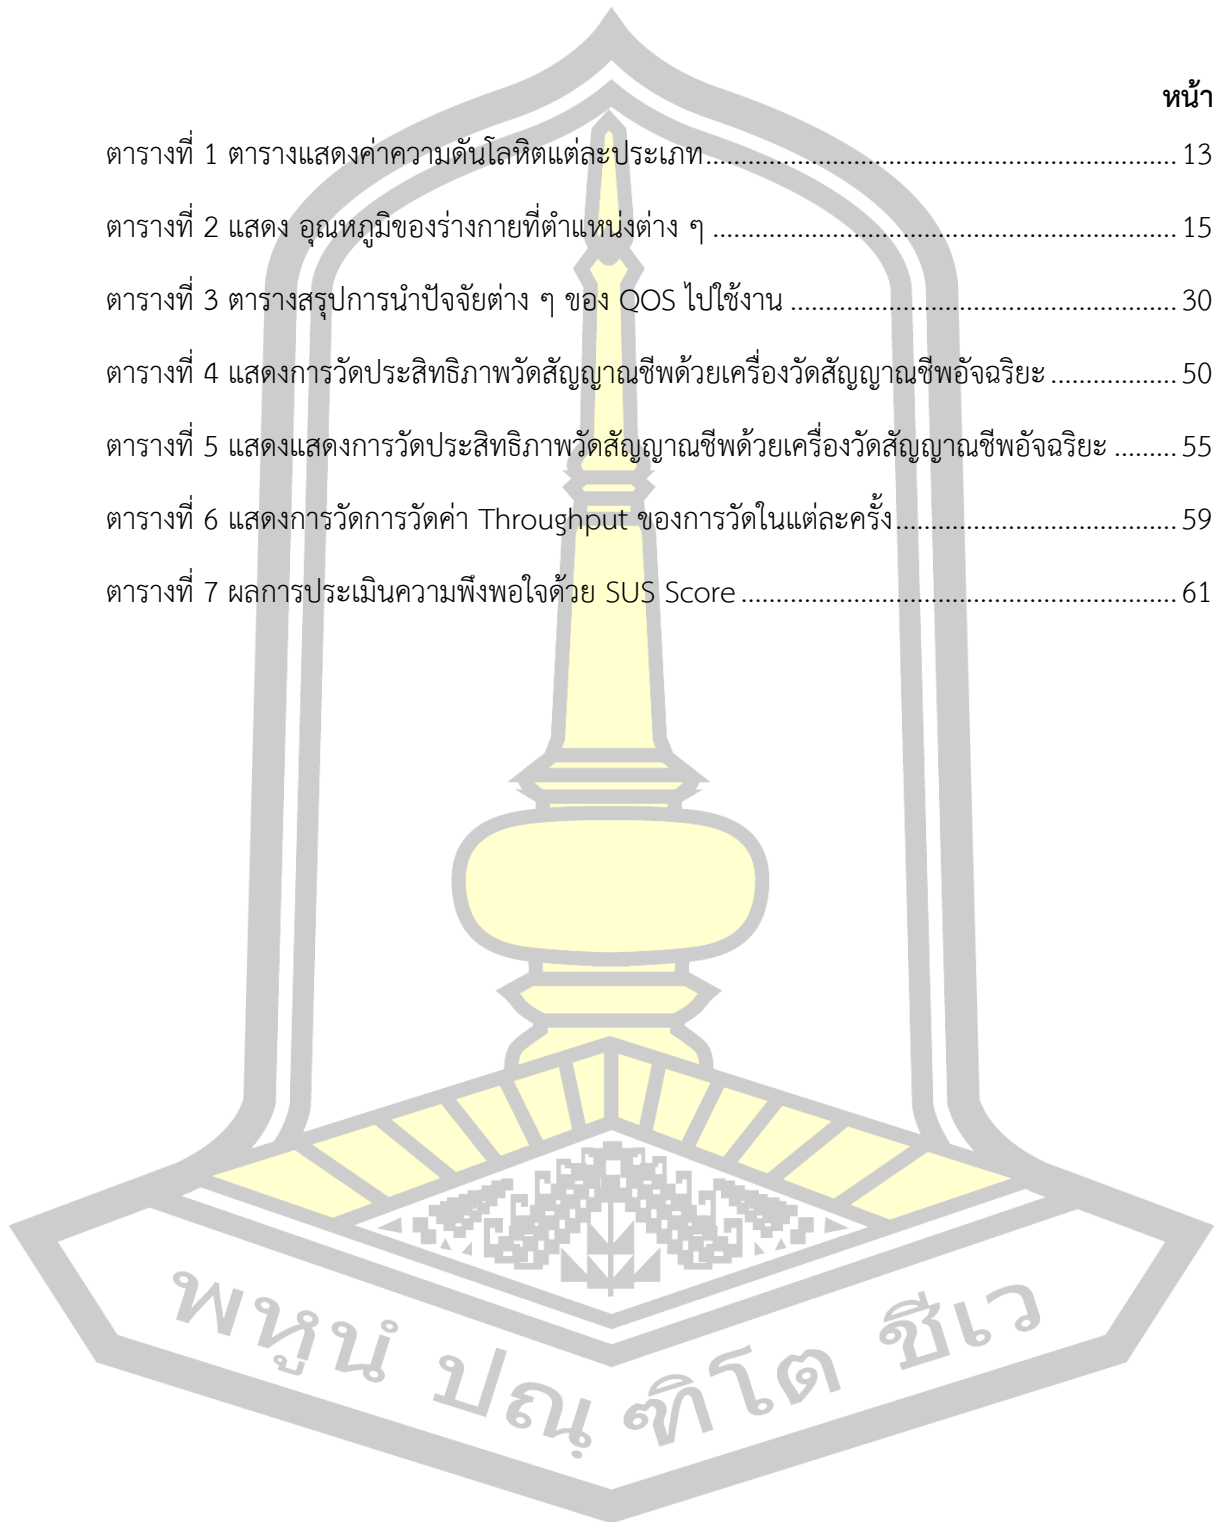 หน้า
ตารางที่ 1 ตารางแสดงค่าความดันโลหิตแต่ละประเภท................................................................... 13
ตารางที่ 2 แสดง อุณหภูมิของร่างกายที่ตำแหน่งต่าง ๆ .................................................................. 15
ตารางที่ 3 ตารางสรุปการนำปัจจัยต่าง ๆ ของ QOS ไปใช้งาน ....................................................... 30
ตารางที่ 4 แสดงการวัดประสิทธิภาพวัดสัญญาณชีพด้วยเครื่องวัดสัญญาณชีพอัจฉริยะ .................. 50
ตารางที่ 5 แสดงแสดงการวัดประสิทธิภาพวัดสัญญาณชีพด้วยเครื่องวัดสัญญาณชีพอัจฉริยะ ......... 55
ตารางที่ 6 แสดงการวัดการวัดค่า Throughput ของการวัดในแต่ละครั้ง........................................ 59
ตารางที่ 7 ผลการประเมินความพึงพอใจด้วย SUS Score .............................................................. 61
พหูนํ ปณฺ ฑิโต ชีเว